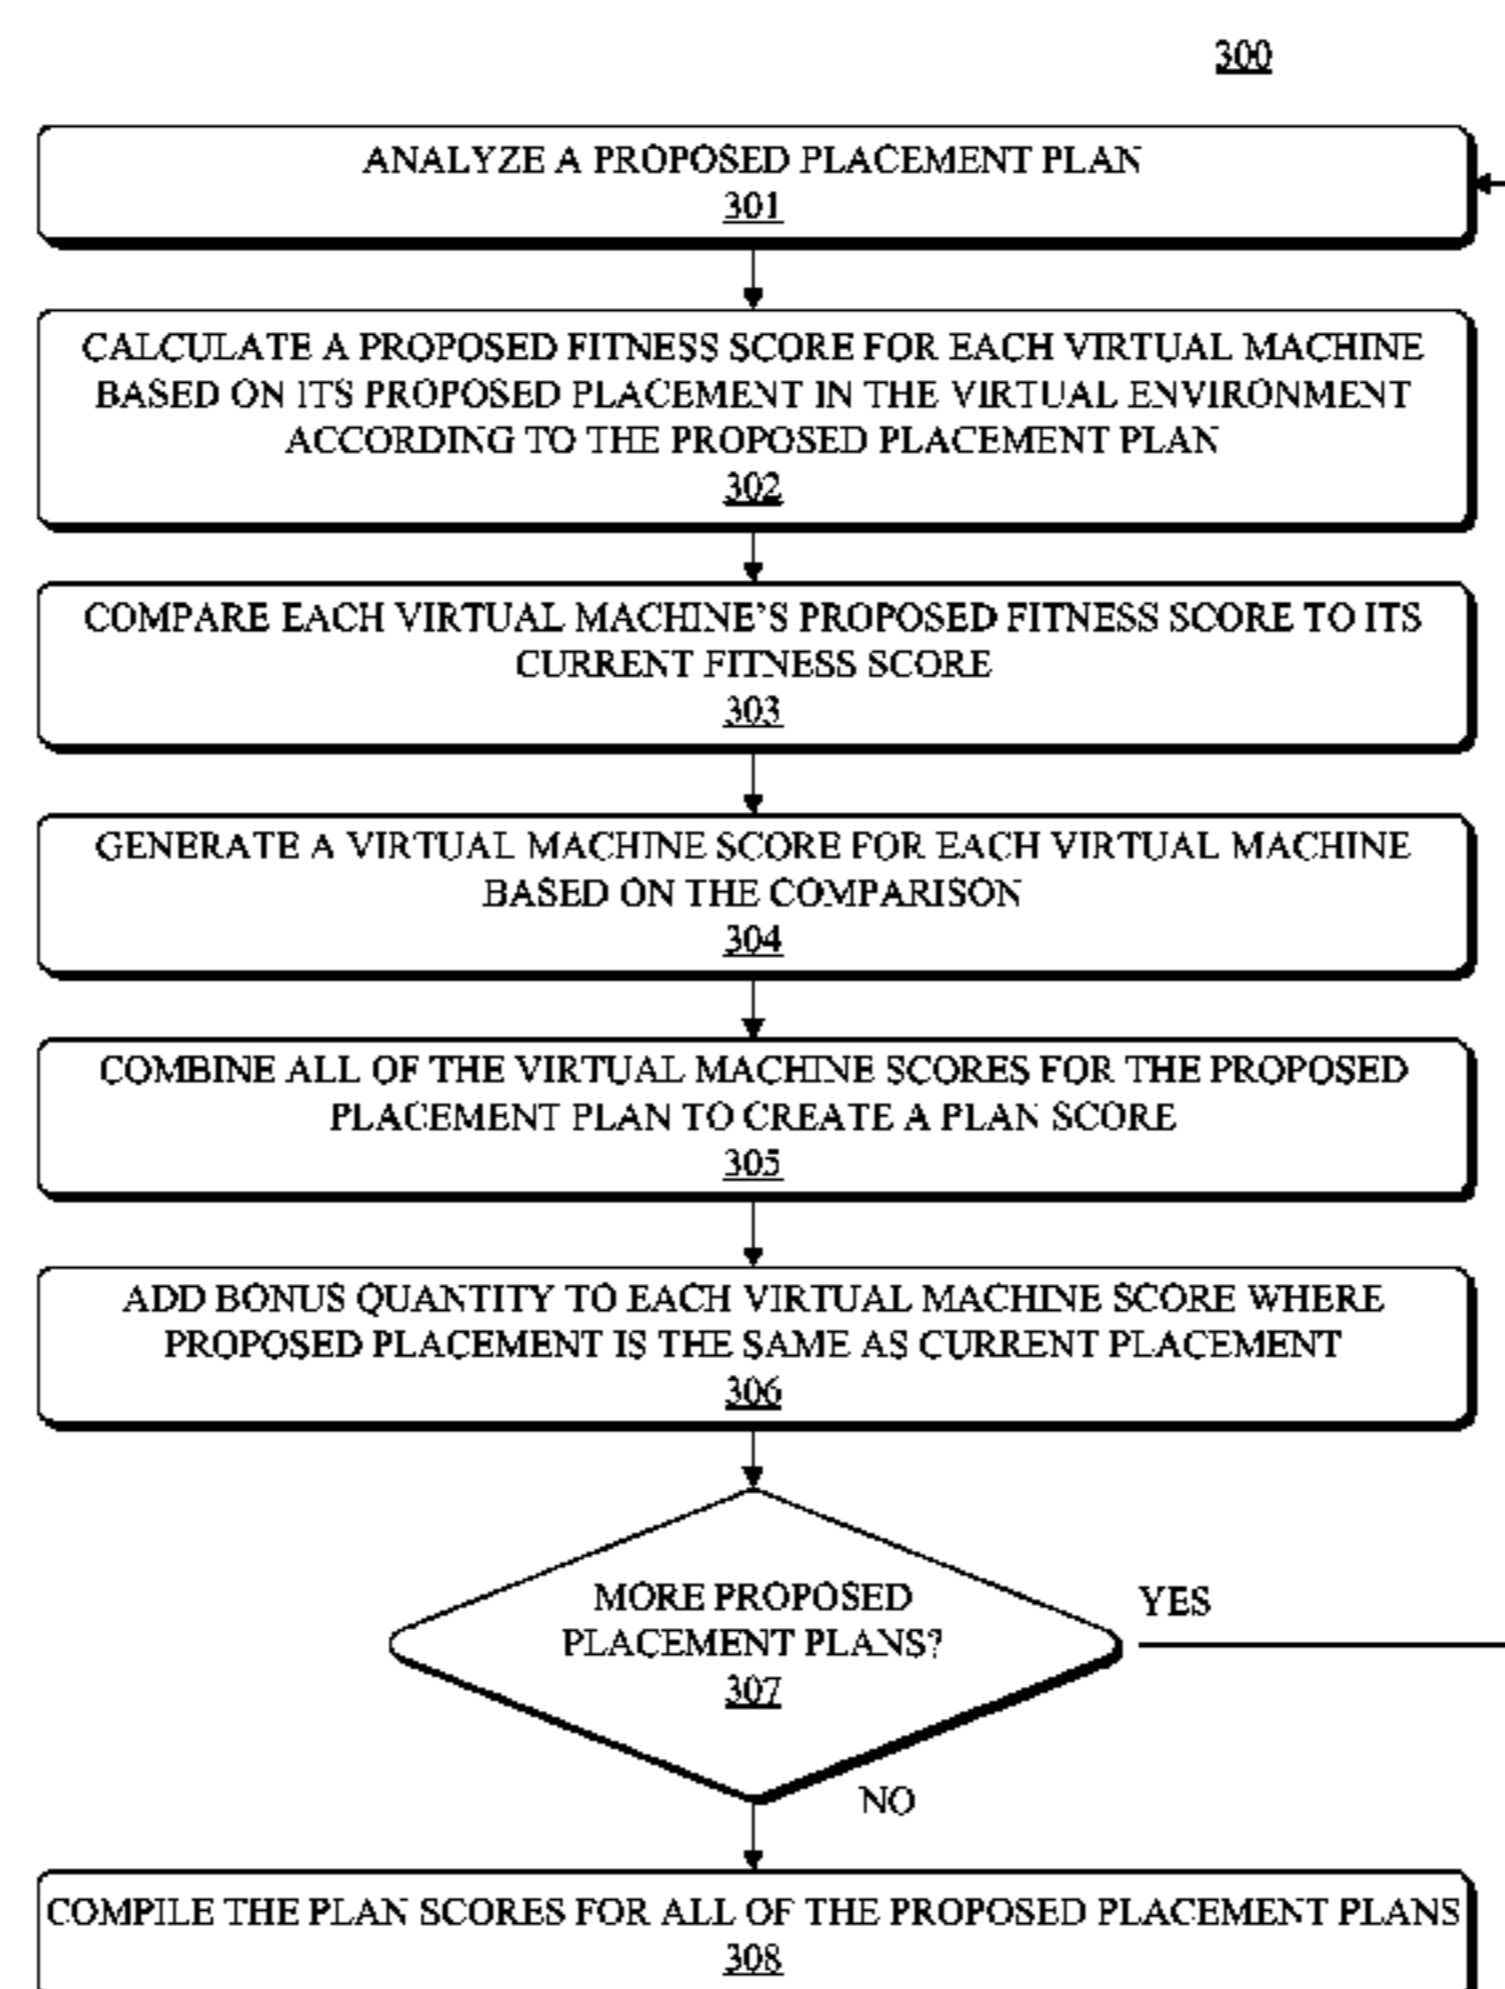 300
ANALYZE A PROPOSED PLACEMENT PLAN
301
CALCULATE A PROPOSED FITNESS SCORE FOR EACH VIRTUAL MACHINE
BASED ON ITS PROPOSED PLACEMENT IN THE VIRTUAL ENVIRONMENT
ACCORDING TO THE PROPOSED PLACEMENT PLAN
302
COMPARE EACH VIRTUAL MACHINE'S PROPOSED FITNESS SCORE TO ITS
CURRENT FITNESS SCORE
303
GENERATE A VIRTUAL MACHINE SCORE FOR EACH VIRTUAL MACHINE
BASED ON THE COMPARISON
304
COMBINE ALL OF THE VIRTUAL MACHINE SCORES FOR THE PROPOSED
PLACEMENT PLAN TO CREATE A PLAN SCORE
305
ADD BONUS QUANTITY TO EACH VIRTUAL MACHINE SCORE WHERE
PROPOSED PLACEMENT IS THE SAME AS CURRENT PLACEMENT
306
MORE PROPOSED
PLACEMENT PLANS?
307
YES
NO
COMPILE THE PLAN SCORES FOR ALL OF THE PROPOSED PLACEMENT PLANS
308